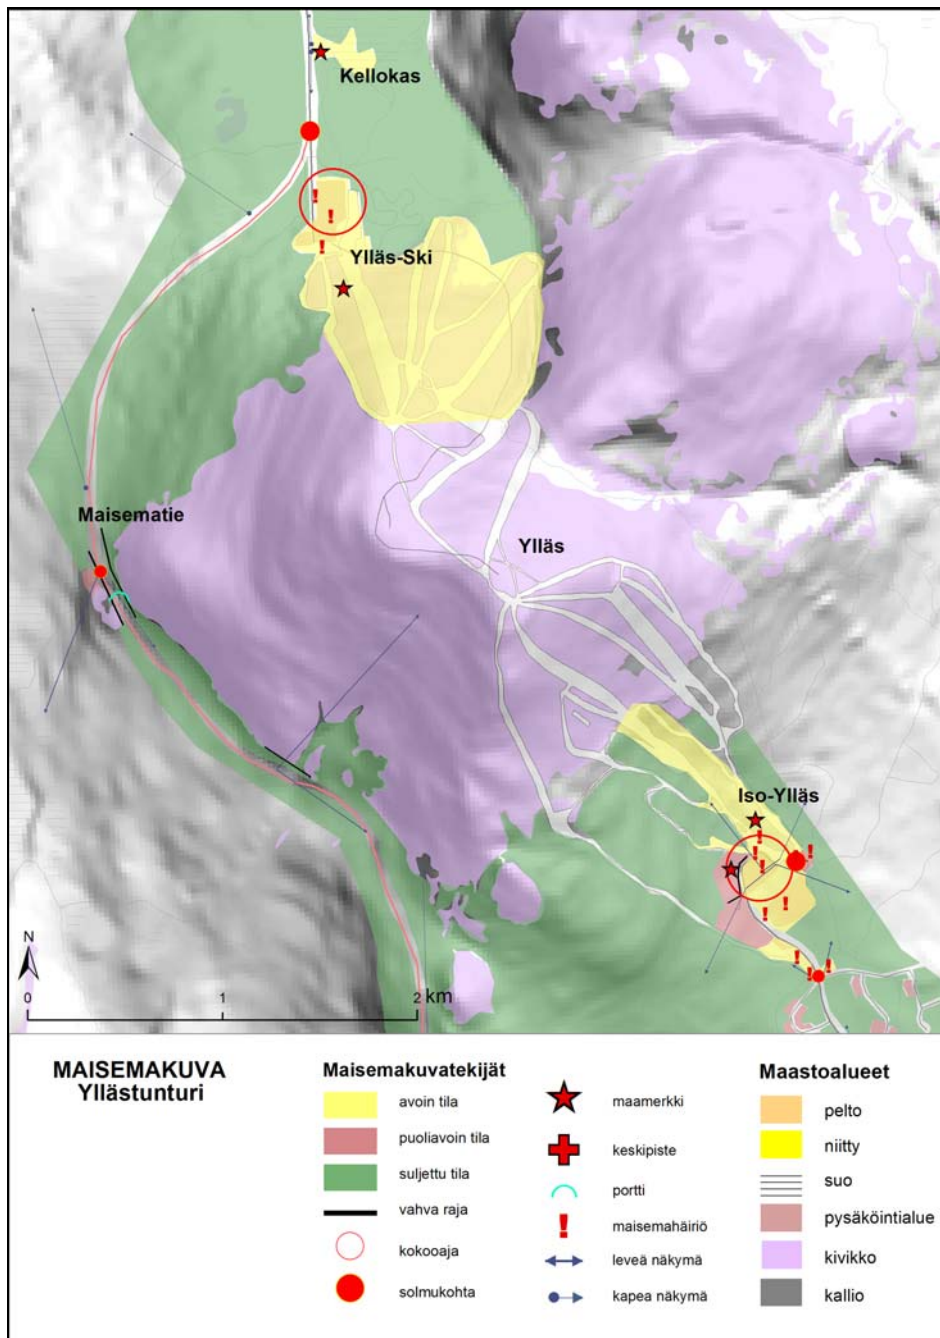 Kellokas
Ylläs-Ski
Maisematie
Ylläs
Iso-Ylläs
N
0 1 2 km
MAISEMAKUVA
Yllästunturi
Maisemakuvatekijät
avoin tila
puoliavoin tila
suljettu tila
vahva raja
kokooaja
solmukohta
maamerkki
keskipiste
portti
maisemahäiriö
leveä näkymä
kapea näkymä
Maastoalueet
pelto
niitty
suo
pysäköintialue
kivikko
kallio